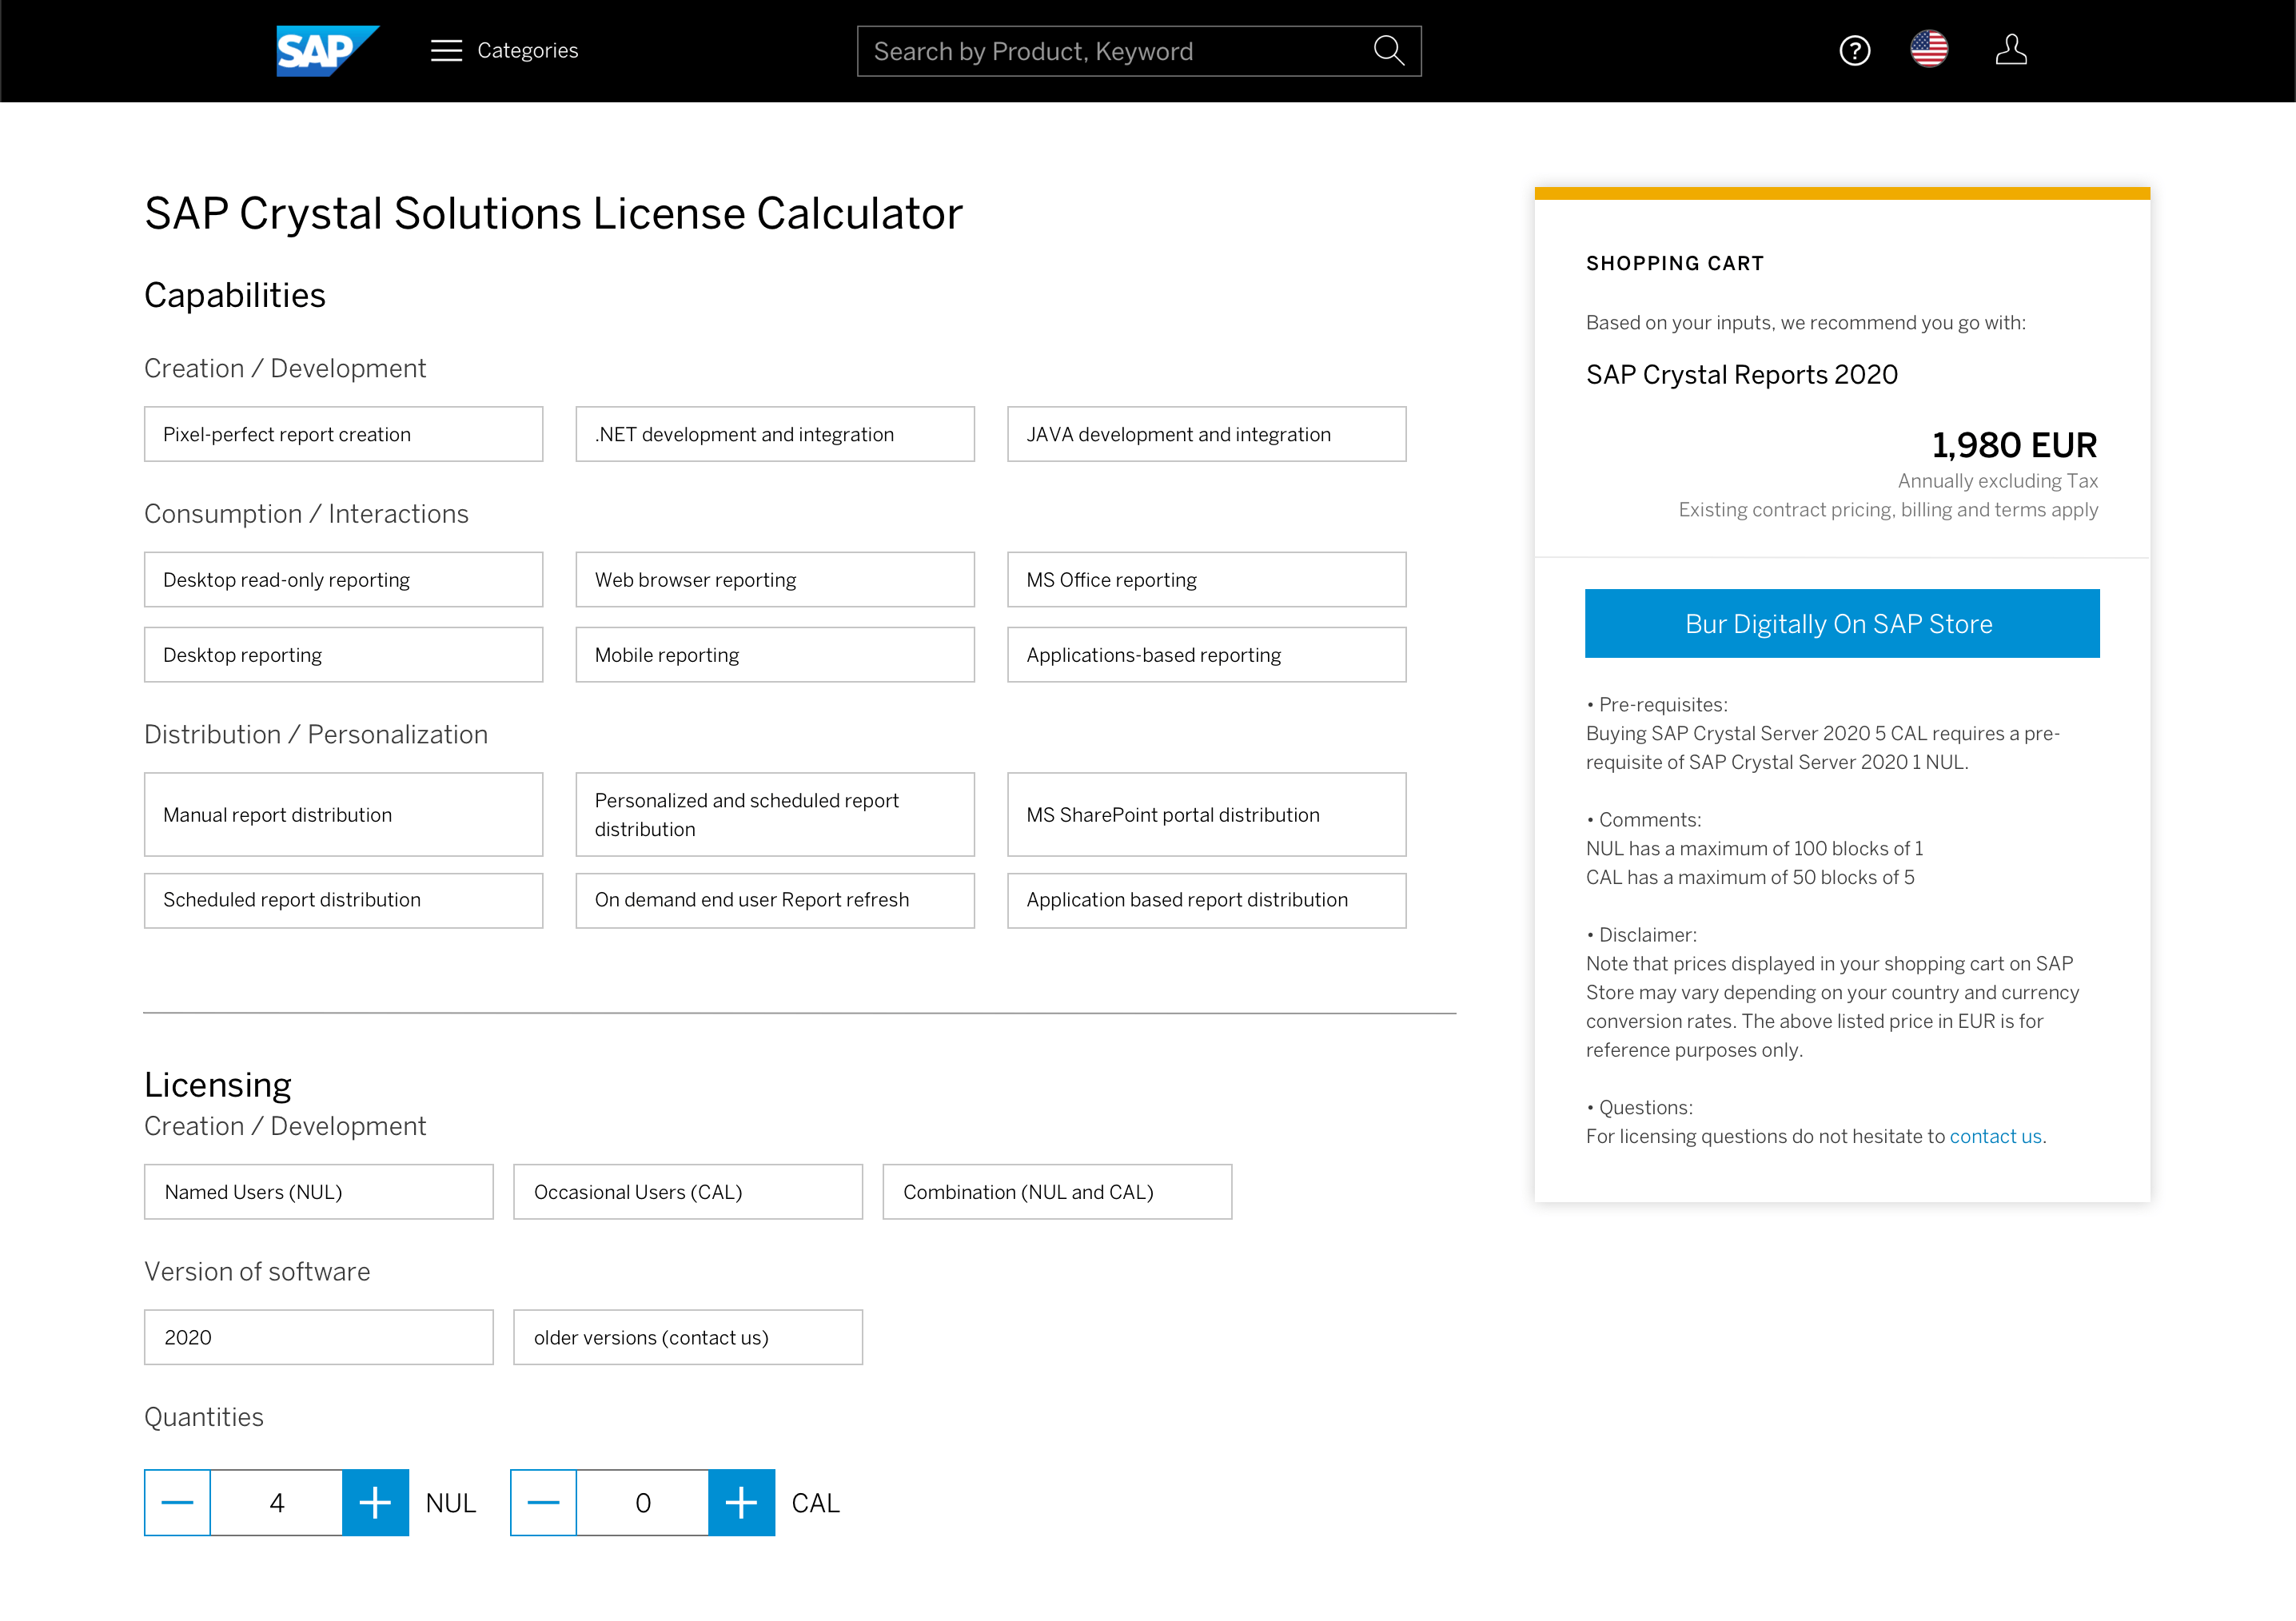 SAP
Categories
Search by Product, Keyword
?
SAP Crystal Solutions License Calculator
Capabilities
Creation / Development
Pixel-perfect report creation
.NET development and integration
JAVA development and integration
Consumption / Interactions
Desktop read-only reporting
Web browser reporting
MS Office reporting
Desktop reporting
Mobile reporting
Applications-based reporting
Distribution / Personalization
Manual report distribution
Personalized and scheduled report
distribution
MS SharePoint portal distribution
Scheduled report distribution
On demand end user Report refresh
Application based report distribution
Licensing
Creation / Development
Named Users (NUL)
Occasional Users (CAL)
Combination (NUL and CAL)
Version of software
2020
older versions (contact us)
Quantities
4
NUL
0
CAL
SHOPPING CART
Based on your inputs, we recommend you go with:
SAP Crystal Reports 2020
1,980 EUR
Annually excluding Tax
Existing contract pricing, billing and terms apply
Bur Digitally On SAP Store
• Pre-requisites:
Buying SAP Crystal Server 2020 5 CAL requires a pre-
requisite of SAP Crystal Server 2020 1 NUL.
• Comments:
NUL has a maximum of 100 blocks of 1
CAL has a maximum of 50 blocks of 5
• Disclaimer:
Note that prices displayed in your shopping cart on SAP
Store may vary depending on your country and currency
conversion rates. The above listed price in EUR is for
reference purposes only.
• Questions:
For licensing questions do not hesitate to contact us.